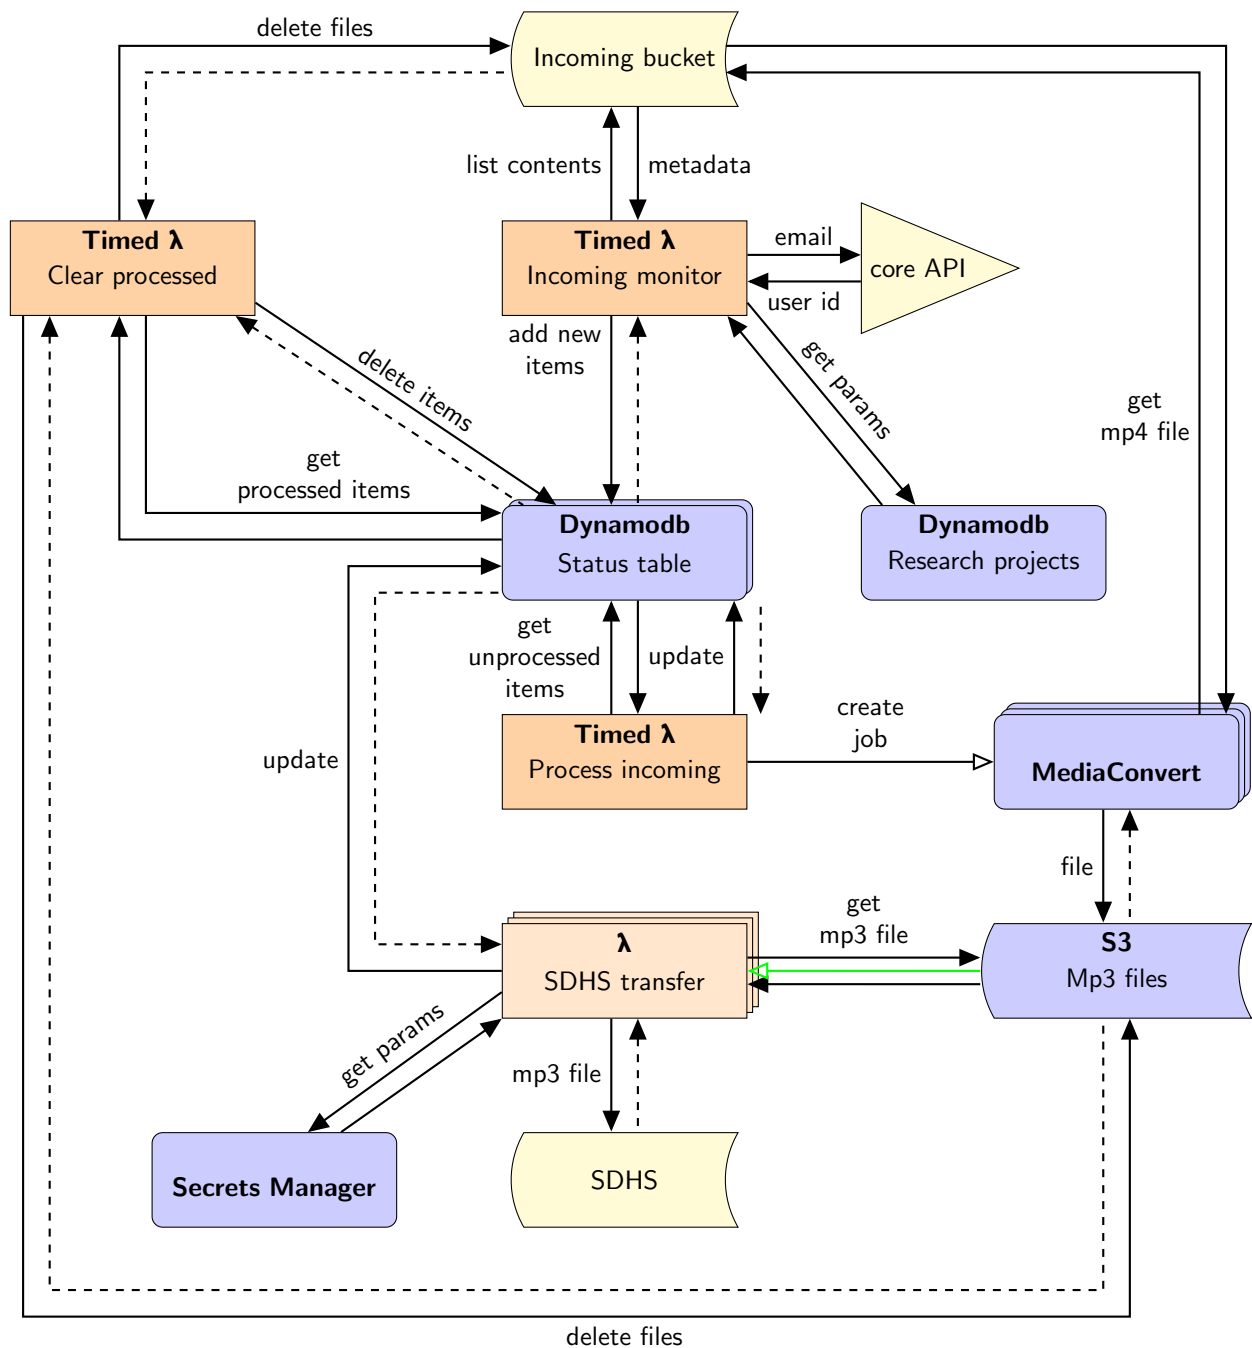 delete files
Incoming bucket
list contents
metadata
Timed λ
Clear processed
Timed λ
Incoming monitor
email
core API
user id
add new
items
delete items
get params
get
mp4 file
get
processed items
Dynamodb
Status table
Dynamodb
Research projects
get
unprocessed
items
update
create
job
Timed λ
Process incoming
update
MediaConvert
file
get
mp3 file
λ
SDHS transfer
S3
Mp3 files
get params
mp3 file
Secrets Manager
SDHS
delete files